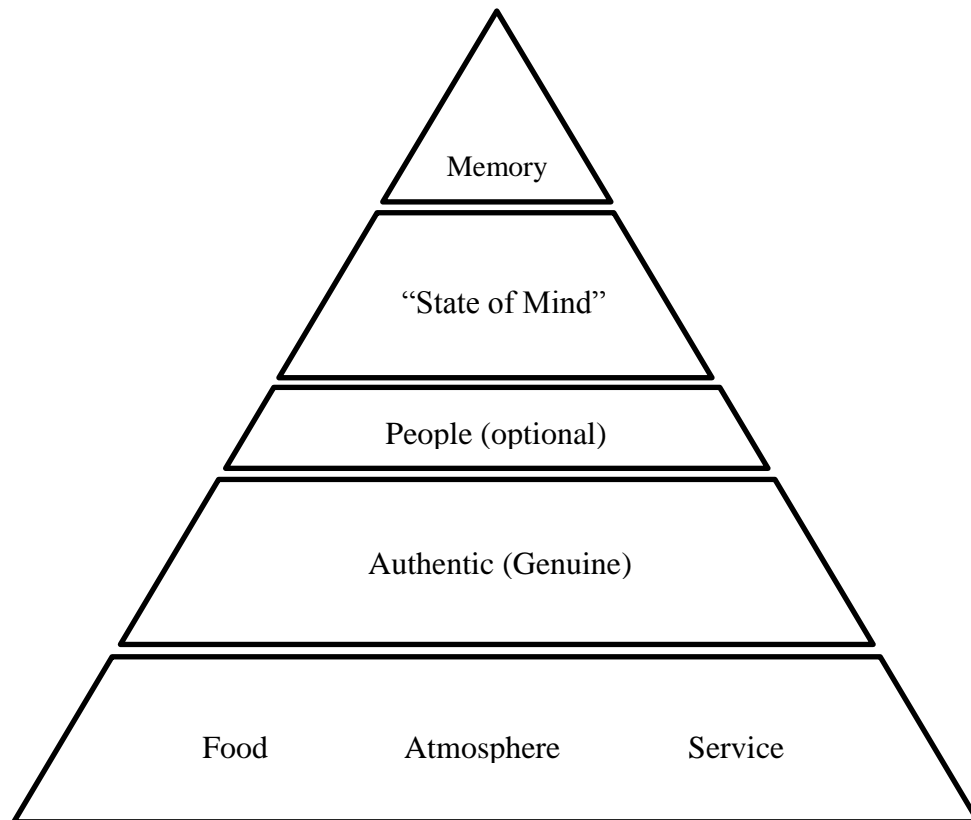 Memory
“State of Mind”
People (optional)
Authentic (Genuine)
Food Atmosphere Service